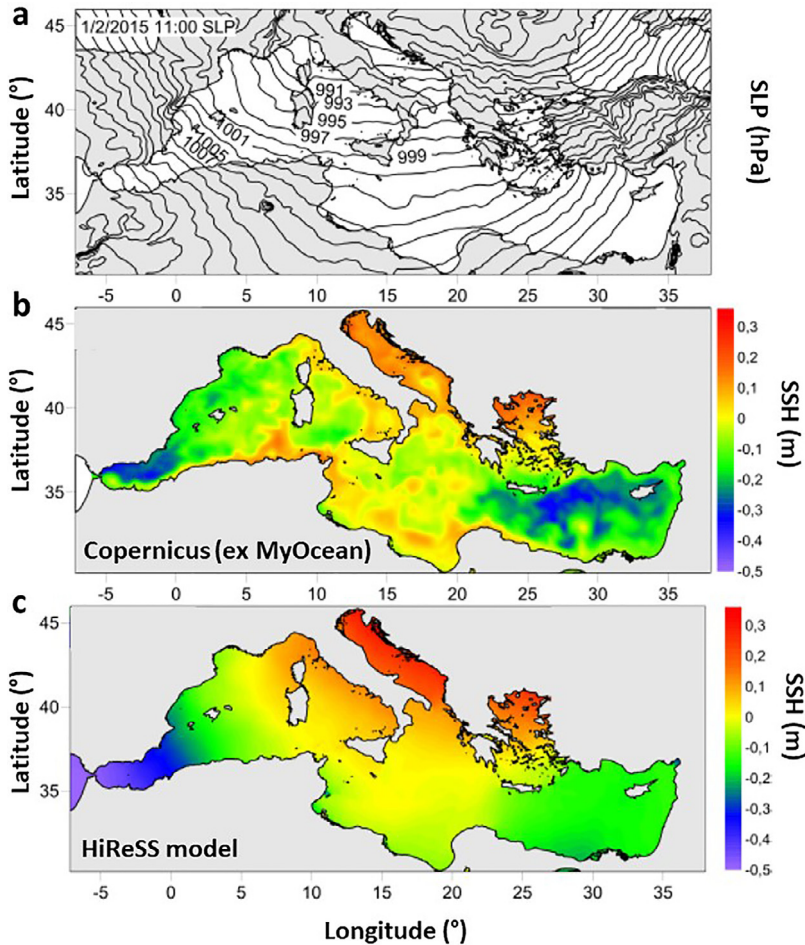 a
1/2/2015 11:00 SLP
45
40
35
Latitude (°)
991
993
995
997
999
1001
1005
SLP (hPa)
-5 0 5 10 15 20 25 30 35
b
45
40
35
Latitude (°)
Copernicus (ex MyOcean)
0,3
0,2
0,1
0
-0,1
-0,2
-0,3
-0,4
-0,5
SSH (m)
-5 0 5 10 15 20 25 30 35
c
45
40
35
Latitude (°)
HiReSS model
0,3
0,2
0,1
0
-0,1
-0,2
-0,3
-0,4
-0,5
SSH (m)
-5 0 5 10 15 20 25 30 35
Longitude (°)